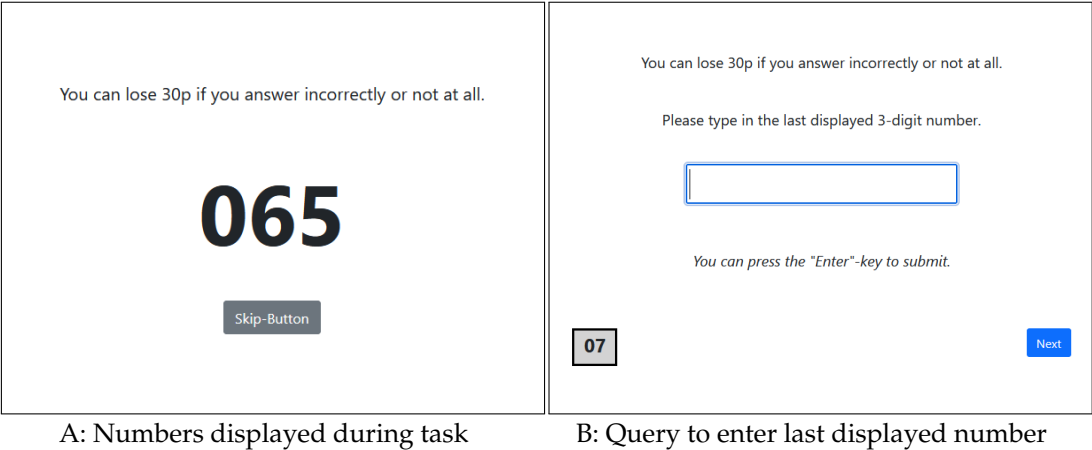 You can lose 30p if you answer incorrectly or not at all.
065
Skip-Button
A: Numbers displayed during task
You can lose 30p if you answer incorrectly or not at all.
Please type in the last displayed 3-digit number.
You can press the "Enter"-key to submit.
07
Next
B: Query to enter last displayed number